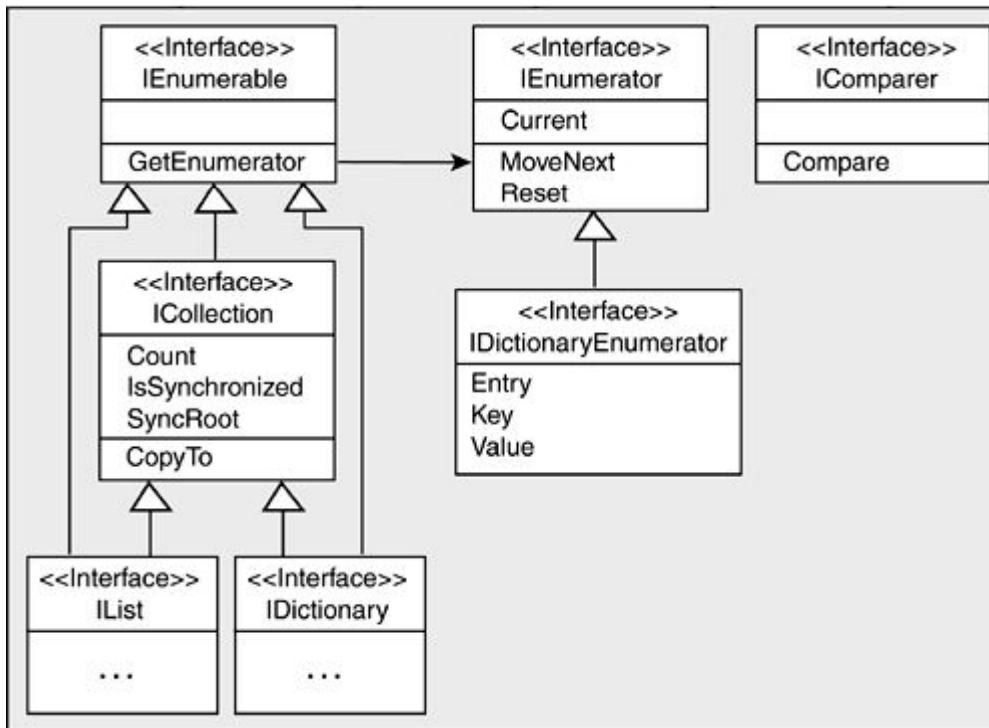 <<Interface>>
IEnumerable
GetEnumerator
<<Interface>>
IEnumerator
Current
MoveNext
Reset
<<Interface>>
IComparer
Compare
<<Interface>>
ICollection
Count
IsSynchronized
SyncRoot
CopyTo
<<Interface>>
IDictionaryEnumerator
Entry
Key
Value
<<Interface>>
IList
...
<<Interface>>
IDictionary
...